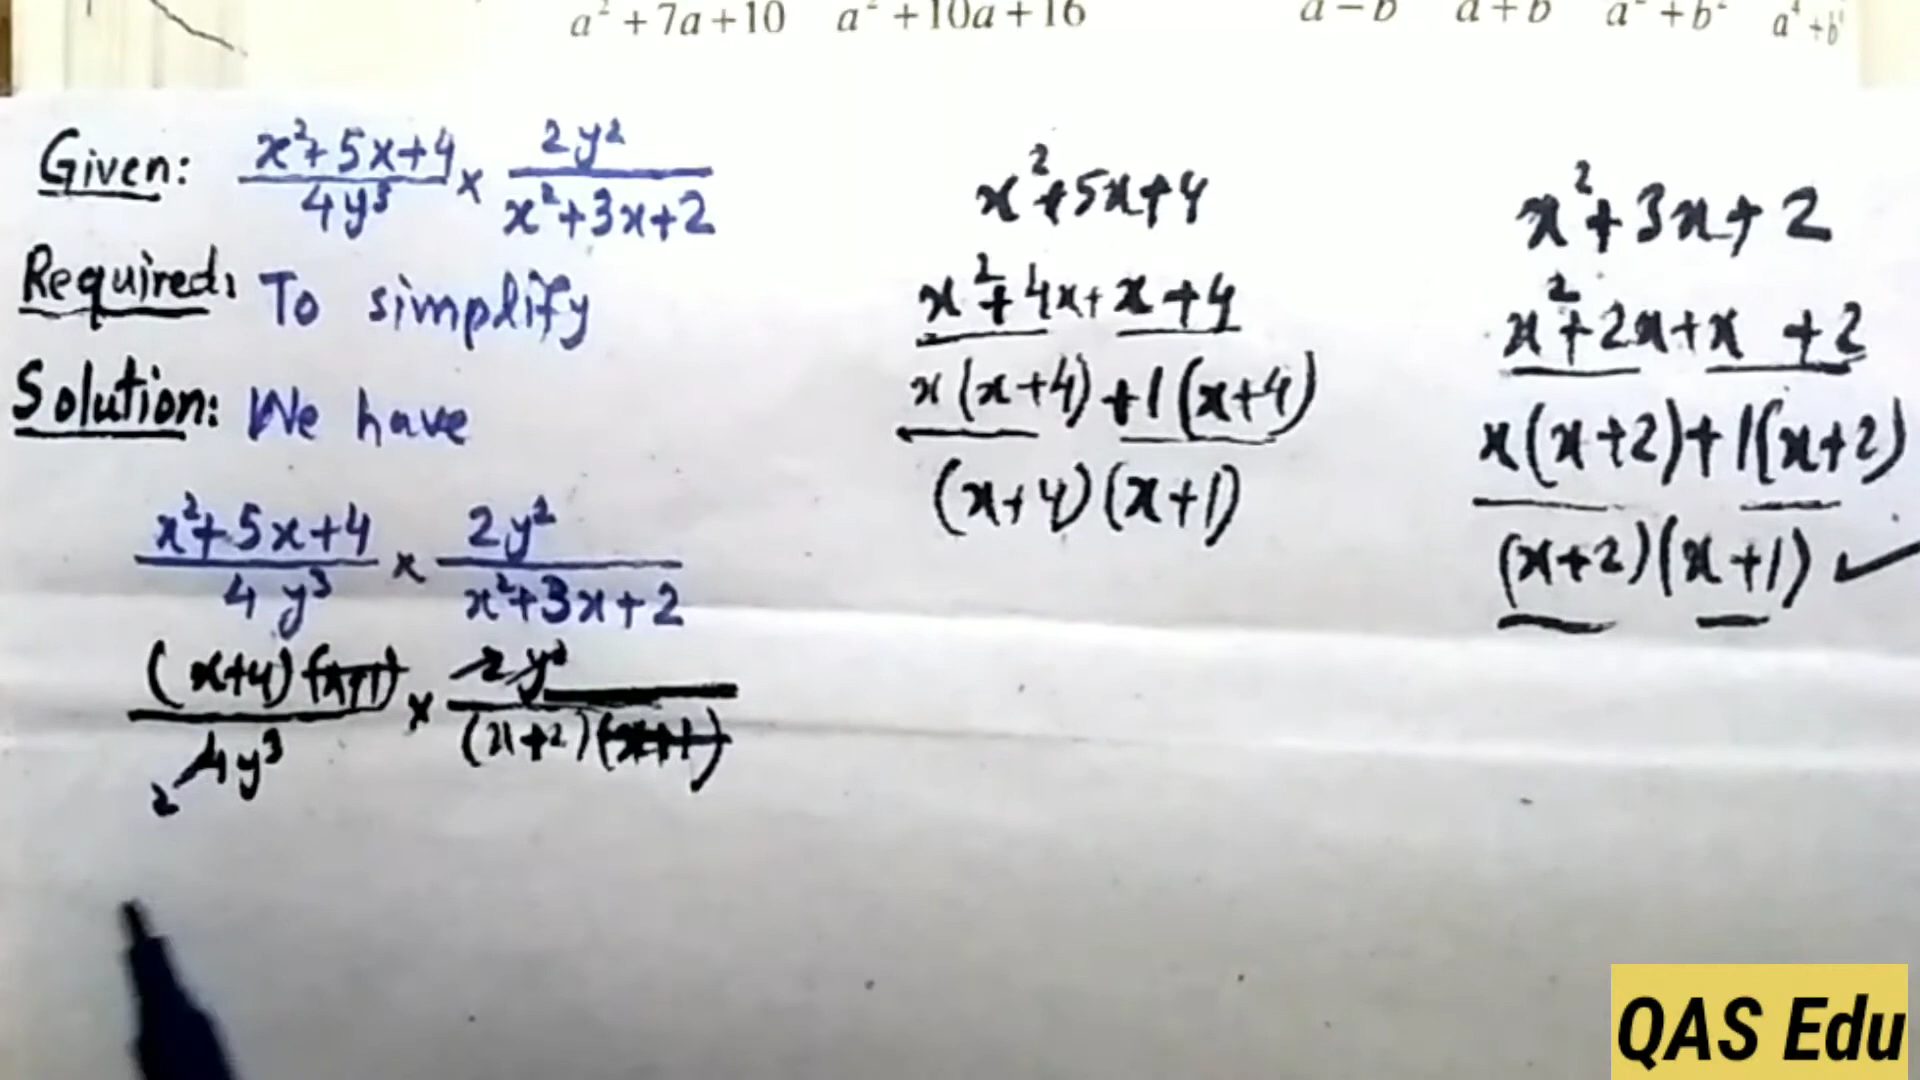 a² + 7a + 10   a² + 10a + 16   a − b   a + b   a² + b²   a⁴ + b⁴
Given: (x²+5x+4)/(4y³) × (2y²)/(x²+3x+2)
Required: To simplify
Solution: We have
(x²+5x+4)/(4y³) × (2y²)/(x²+3x+2)
(x+4)(x+1)/(4y³) × 2y²/((x+2)(x+1))
2
x²+5x+4
x²+4x+x+4
x(x+4)+1(x+4)
(x+4)(x+1)
x²+3x+2
x²+2x+x+2
x(x+2)+1(x+2)
(x+2)(x+1) ✓
QAS Edu